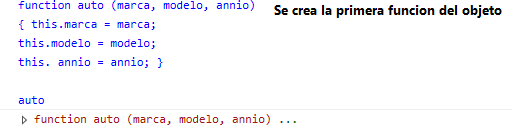 function auto (marca, modelo, annio)
Se crea la primera funcion del objeto
{ this.marca = marca;
this.modelo = modelo;
this. annio = annio; }
auto
function auto (marca, modelo, annio) ...